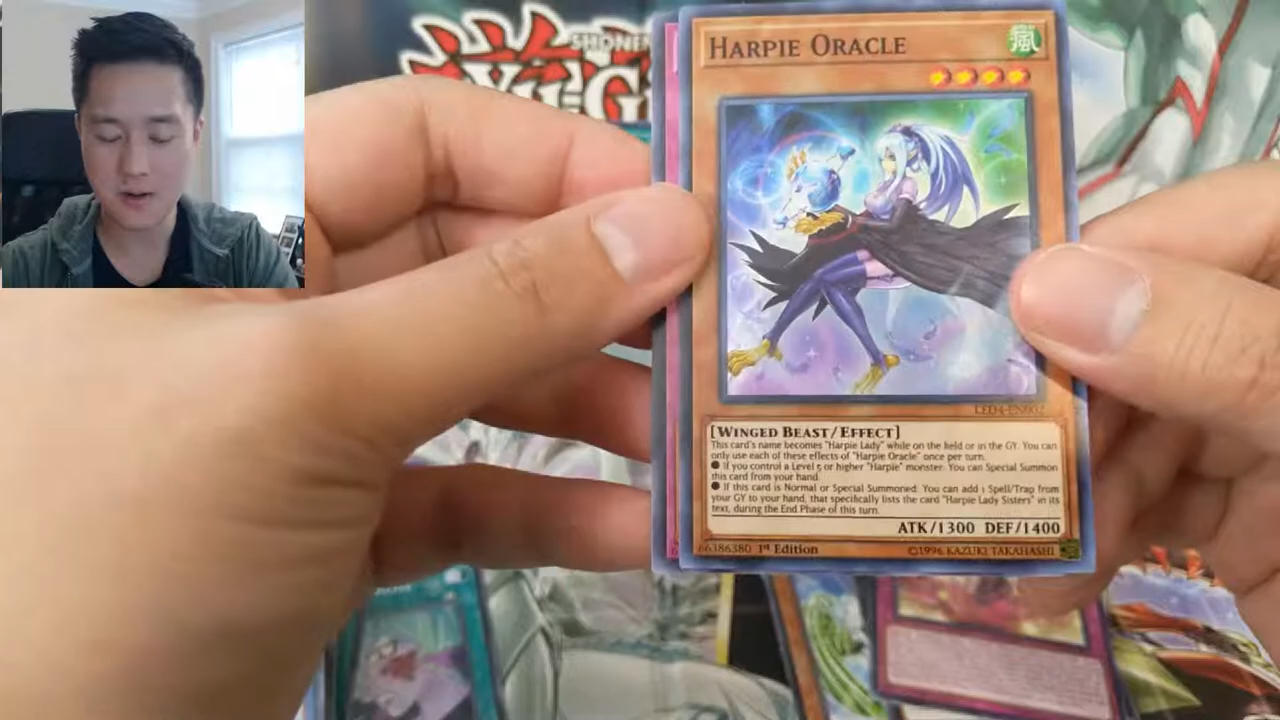 SHONEN
YU-GI
HARPIE ORACLE
風
LED4-EN002
[WINGED BEAST/EFFECT]
This card's name becomes "Harpie Lady" while on the field or in the GY. You can
only use each of these effects of "Harpie Oracle" once per turn.
● If you control a Level 5 or higher "Harpie" monster: You can Special Summon
this card from your hand.
● If this card is Normal or Special Summoned: You can add 1 Spell/Trap from
your GY to your hand, that specifically lists the card "Harpie Lady Sisters" in its
text, during the End Phase of this turn.
ATK/1300 DEF/1400
66386380 1st Edition
©1996 KAZUKI TAKAHASHI